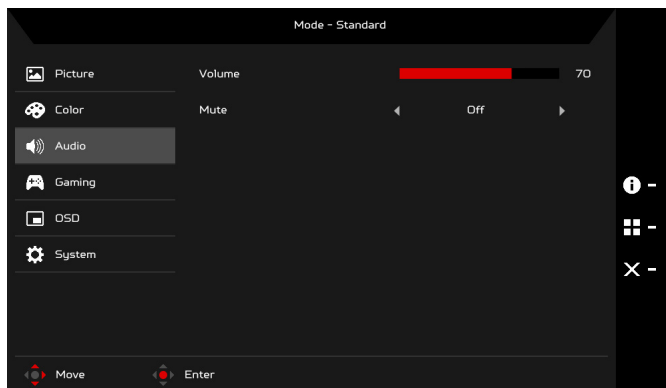 Mode - Standard
Picture
Volume 70
Color
Mute Off
Audio
Gaming
OSD
System
Move Enter